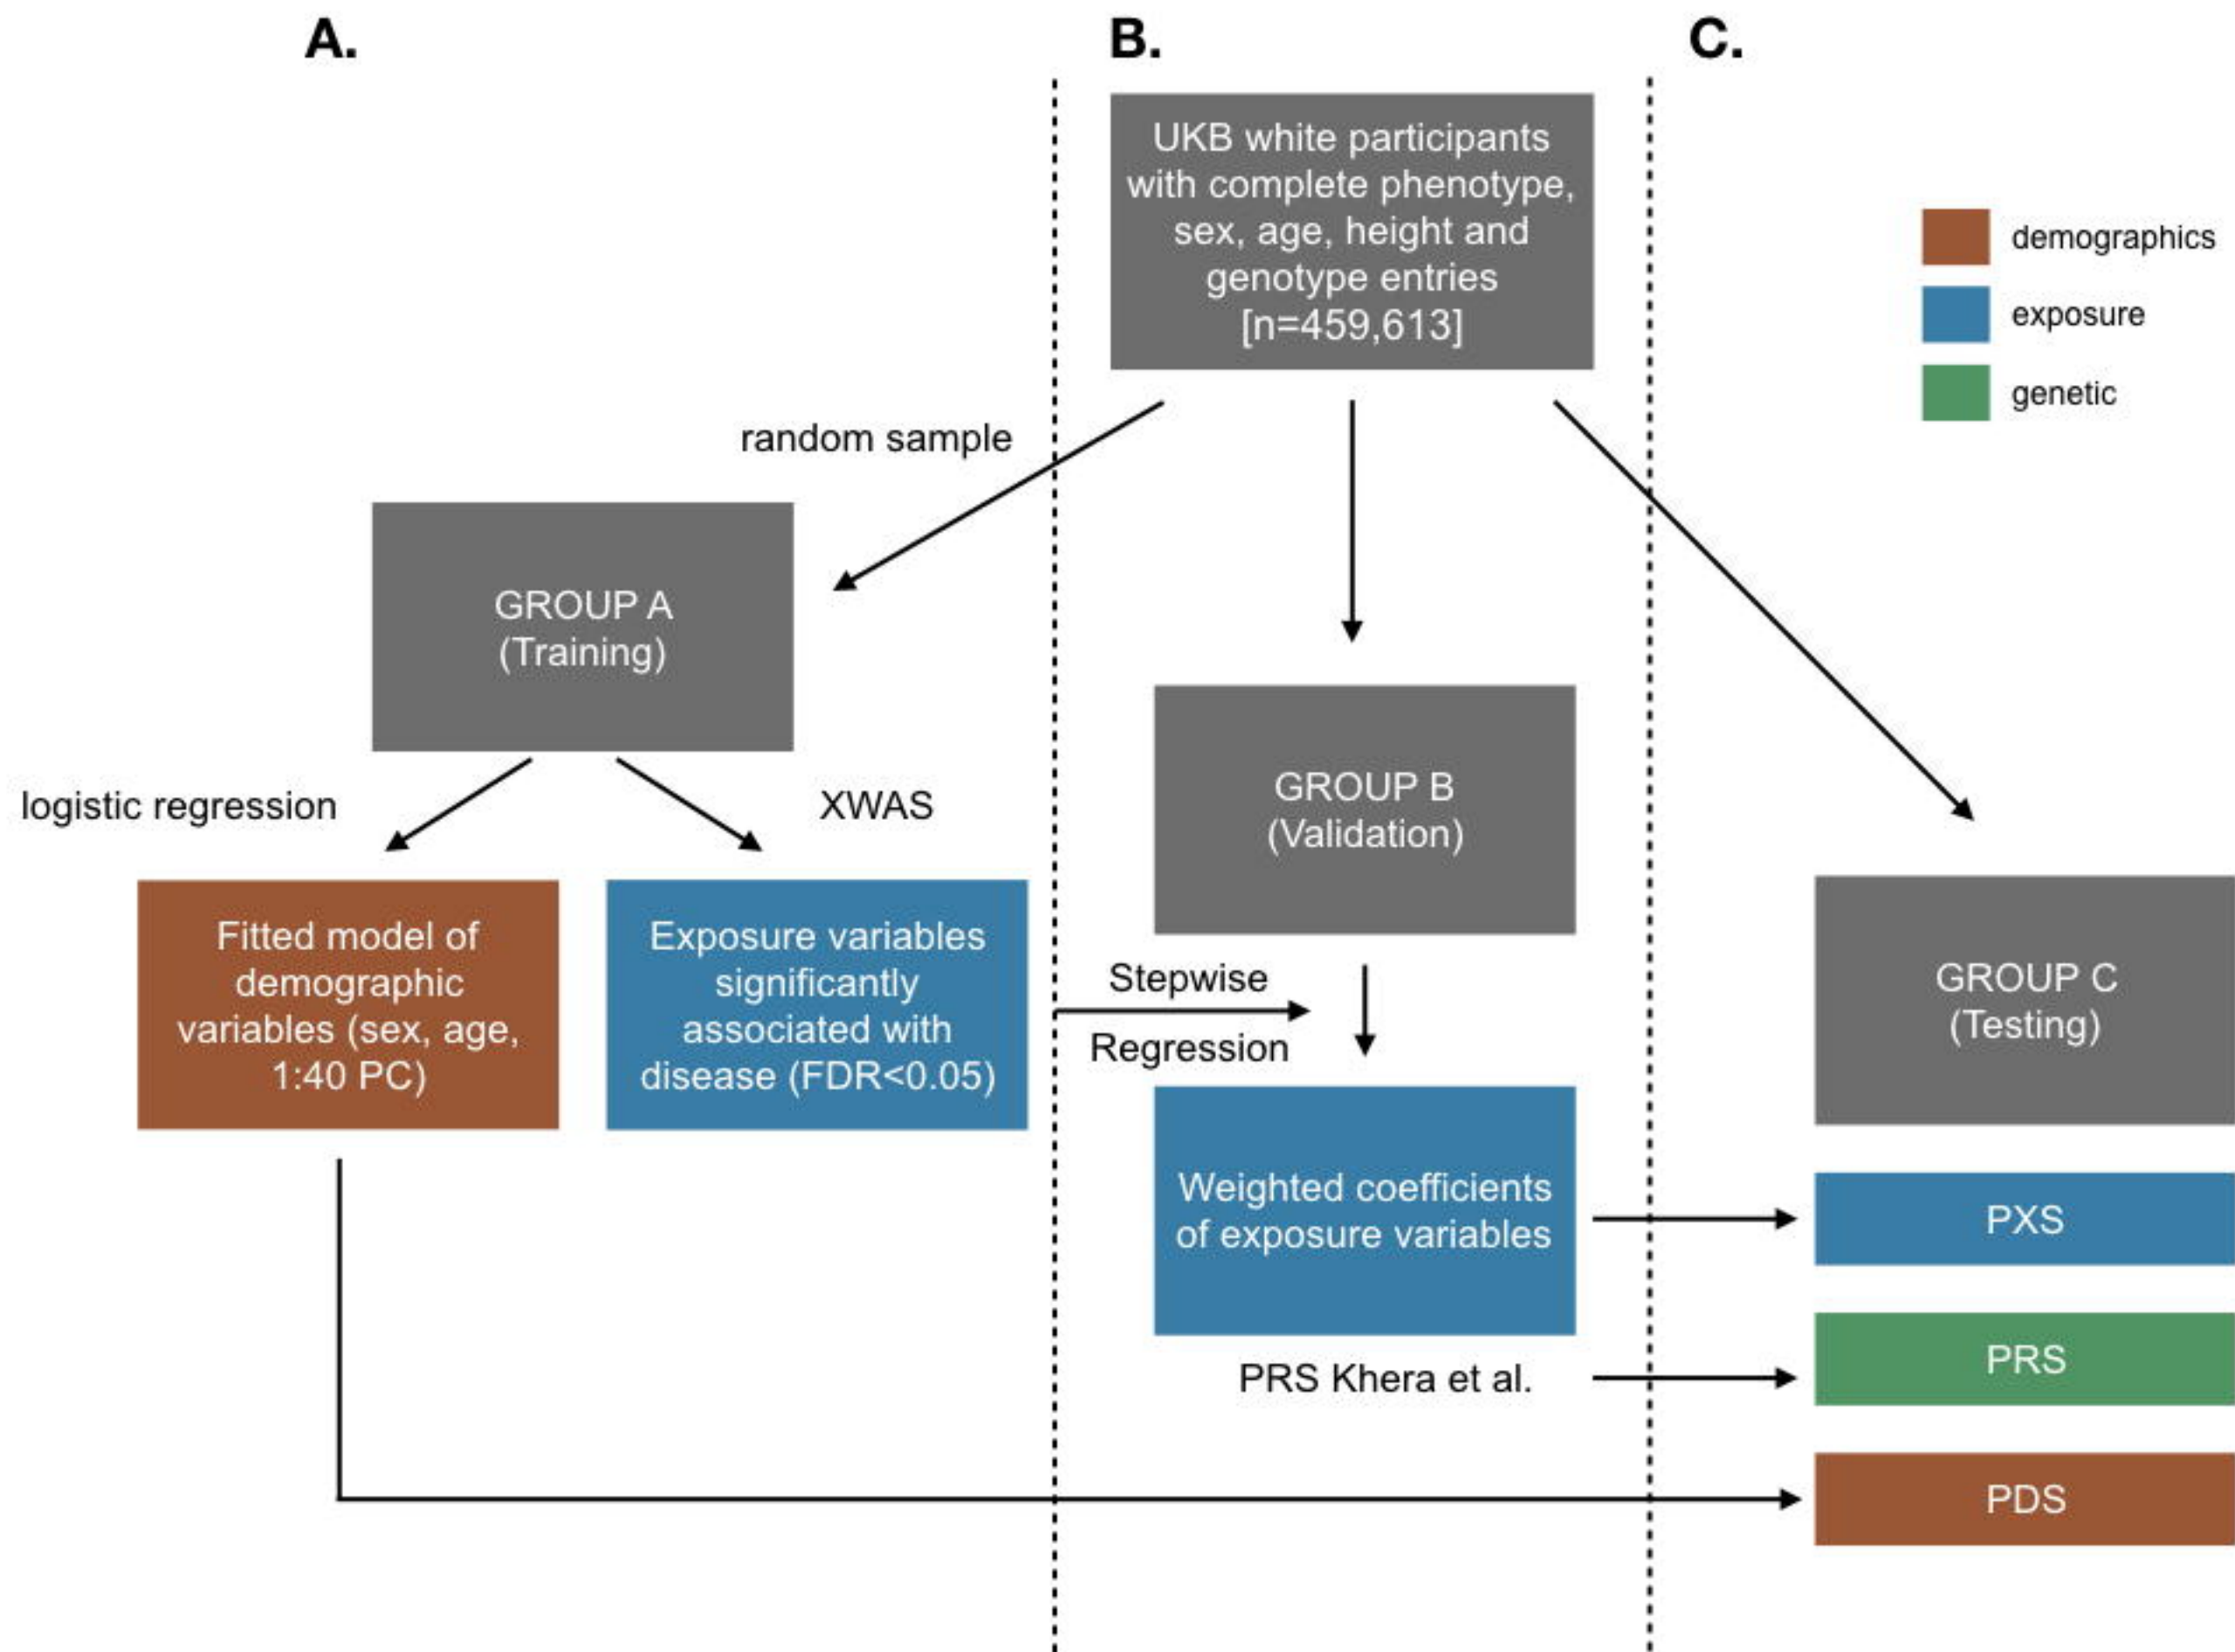 A.
B.
C.
UKB white participants
with complete phenotype,
sex, age, height and
genotype entries
[n=459,613]
demographics
exposure
genetic
random sample
GROUP A
(Training)
logistic regression
XWAS
Fitted model of
demographic
variables (sex, age,
1:40 PC)
Exposure variables
significantly
associated with
disease (FDR<0.05)
GROUP B
(Validation)
Stepwise
Regression
Weighted coefficients
of exposure variables
PRS Khera et al.
GROUP C
(Testing)
PXS
PRS
PDS